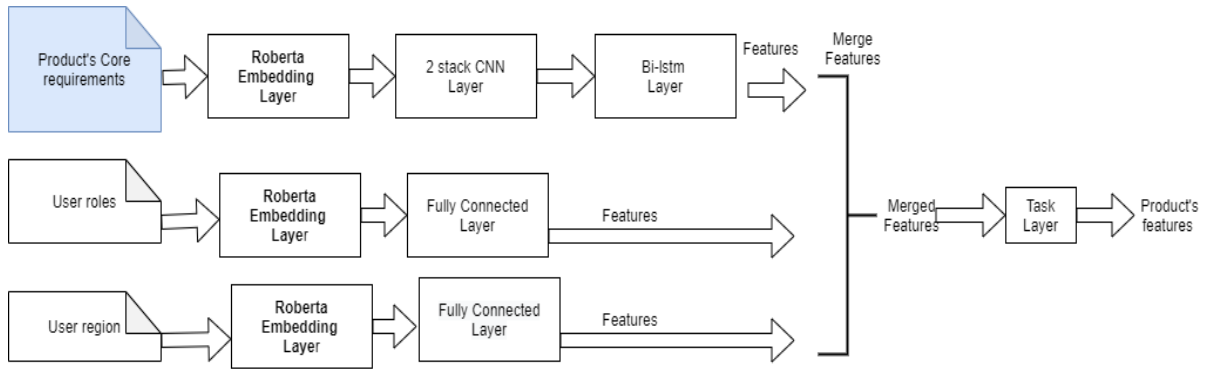 Product's Core
requirements
Roberta
Embedding
Layer
2 stack CNN
Layer
Bi-lstm
Layer
Features
Merge
Features
User roles
Roberta
Embedding
Layer
Fully Connected
Layer
Features
Merged
Features
Task
Layer
Product's
features
User region
Roberta
Embedding
Layer
Fully Connected
Layer
Features